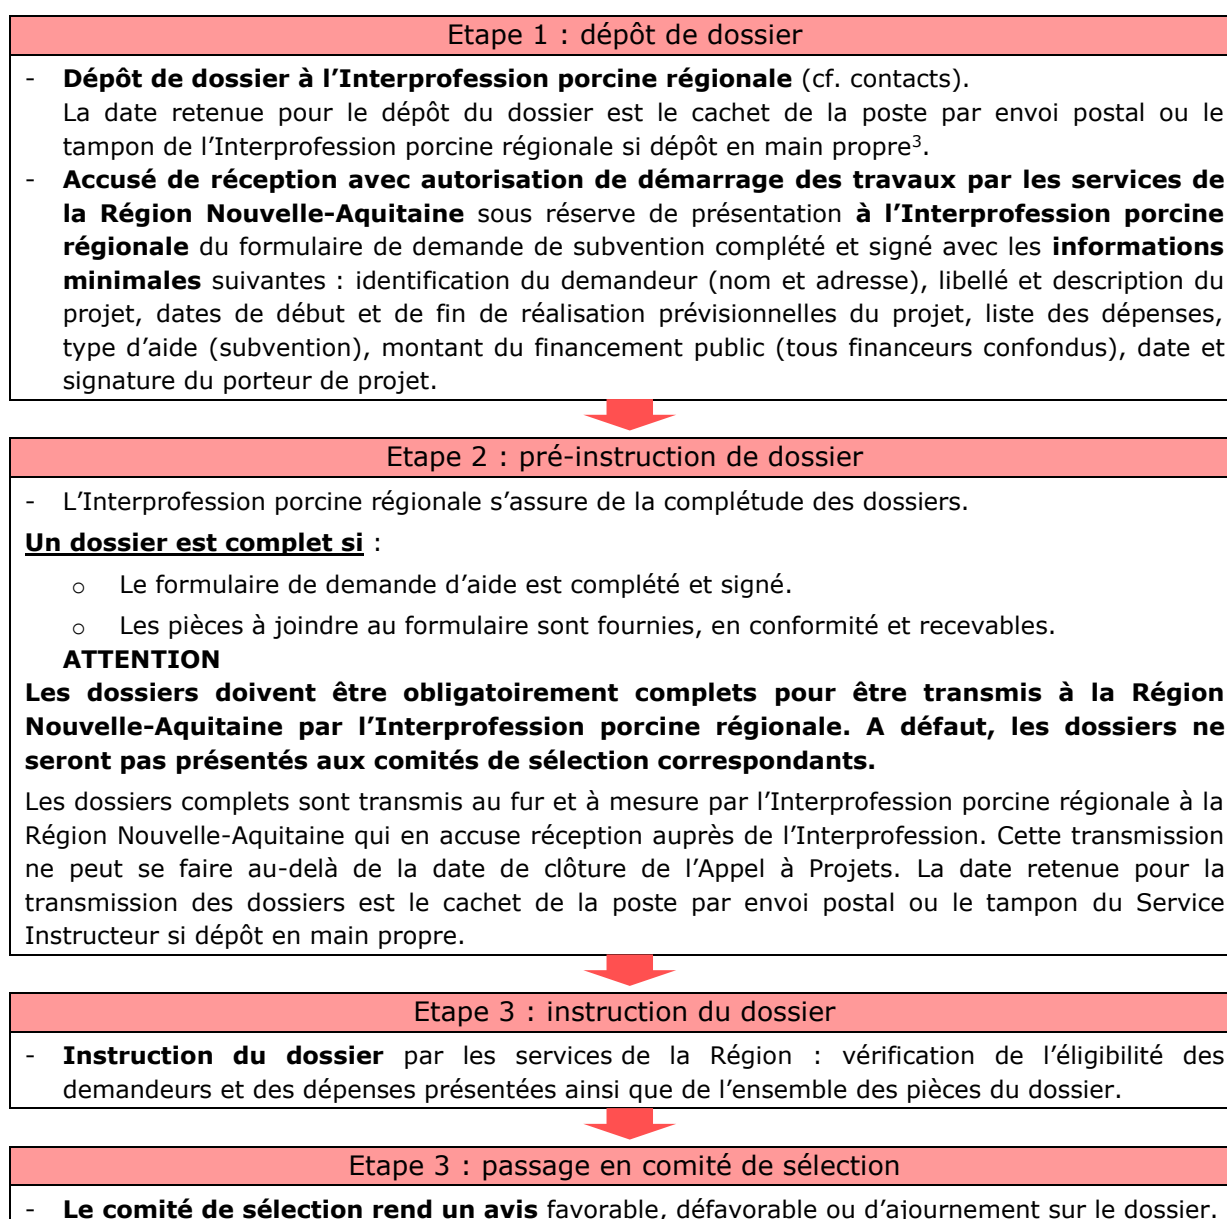 Etape 1 : dépôt de dossier
- Dépôt de dossier à l’Interprofession porcine régionale (cf. contacts).
La date retenue pour le dépôt du dossier est le cachet de la poste par envoi postal ou le
tampon de l’Interprofession porcine régionale si dépôt en main propre³.
- Accusé de réception avec autorisation de démarrage des travaux par les services de
la Région Nouvelle-Aquitaine sous réserve de présentation à l’Interprofession porcine
régionale du formulaire de demande de subvention complété et signé avec les informations
minimales suivantes : identification du demandeur (nom et adresse), libellé et description du
projet, dates de début et de fin de réalisation prévisionnelles du projet, liste des dépenses,
type d’aide (subvention), montant du financement public (tous financeurs confondus), date et
signature du porteur de projet.
Etape 2 : pré-instruction de dossier
- L’Interprofession porcine régionale s’assure de la complétude des dossiers.
Un dossier est complet si :
o Le formulaire de demande d’aide est complété et signé.
o Les pièces à joindre au formulaire sont fournies, en conformité et recevables.
ATTENTION
Les dossiers doivent être obligatoirement complets pour être transmis à la Région
Nouvelle-Aquitaine par l’Interprofession porcine régionale. A défaut, les dossiers ne
seront pas présentés aux comités de sélection correspondants.
Les dossiers complets sont transmis au fur et à mesure par l’Interprofession porcine régionale à la
Région Nouvelle-Aquitaine qui en accuse réception auprès de l’Interprofession. Cette transmission
ne peut se faire au-delà de la date de clôture de l’Appel à Projets. La date retenue pour la
transmission des dossiers est le cachet de la poste par envoi postal ou le tampon du Service
Instructeur si dépôt en main propre.
Etape 3 : instruction du dossier
- Instruction du dossier par les services de la Région : vérification de l’éligibilité des
demandeurs et des dépenses présentées ainsi que de l’ensemble des pièces du dossier.
Etape 3 : passage en comité de sélection
- Le comité de sélection rend un avis favorable, défavorable ou d’ajournement sur le dossier.